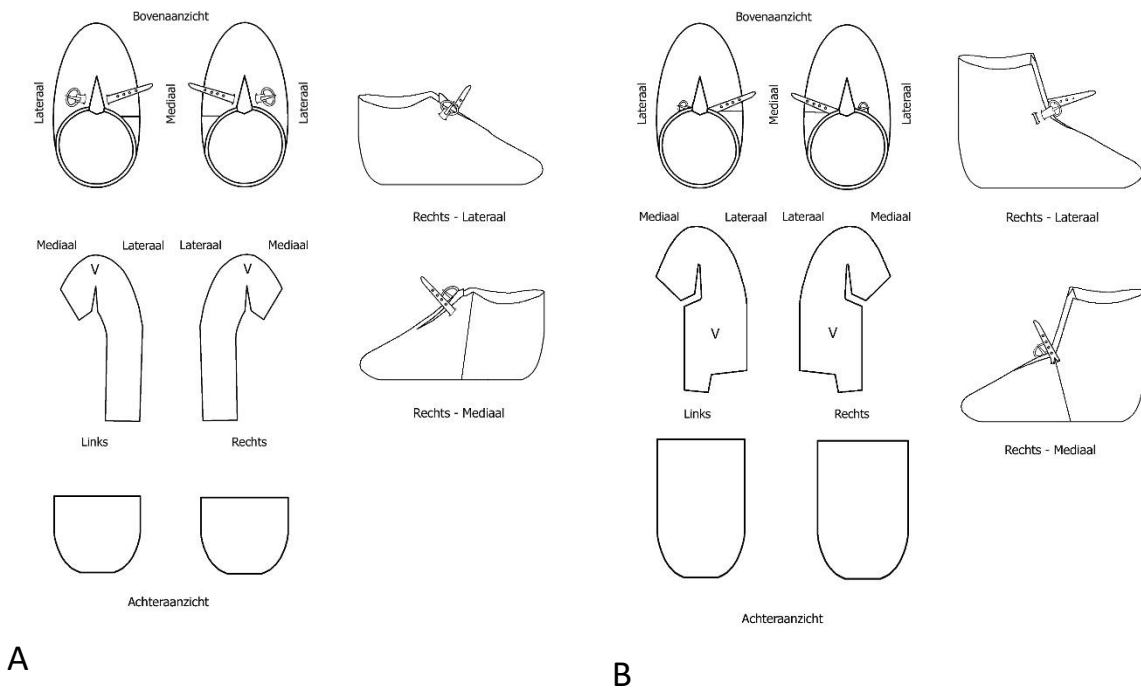 Bovenaanzicht
Lateraal
Mediaal
Lateraal
Rechts - Lateraal
Mediaal Lateraal Lateraal Mediaal
V V
Rechts - Mediaal
Links Rechts
Achteraanzicht
A
Bovenaanzicht
Lateraal
Mediaal
Lateraal
Rechts - Lateraal
Mediaal Lateraal Lateraal Mediaal
V V
Links Rechts
Rechts - Mediaal
Achteraanzicht
B